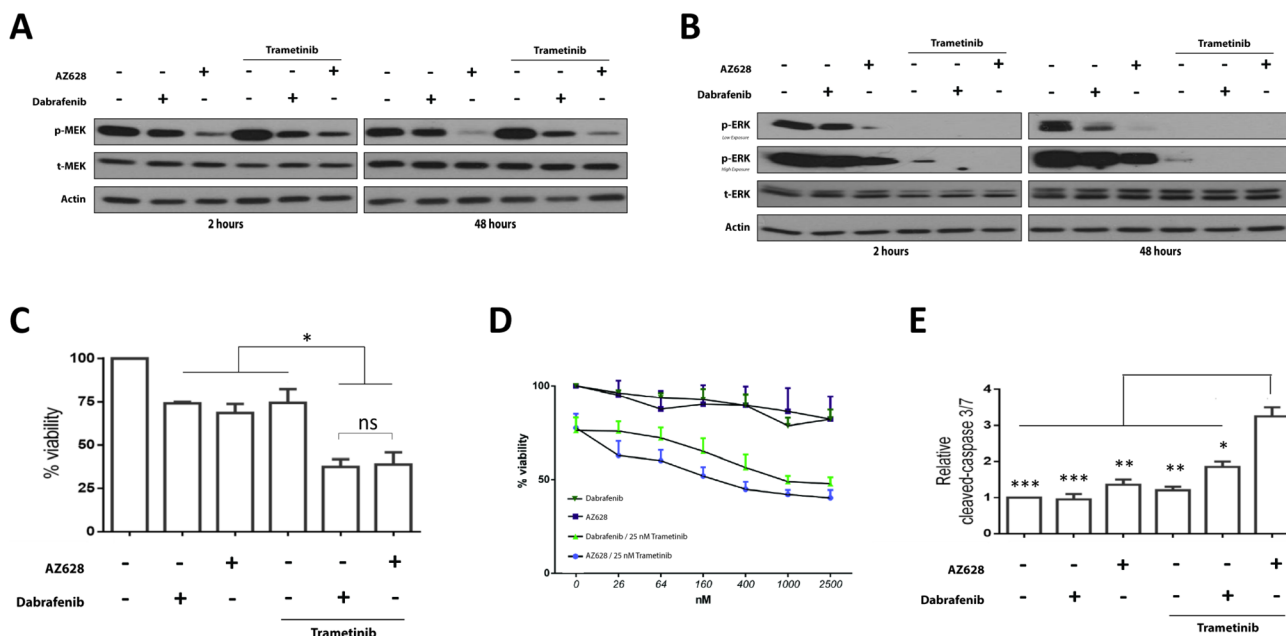 A
Trametinib
Trametinib
AZ628 - - + - - + - - + - - +
Dabrafenib - + - - + - - + - - + -
p-MEK
t-MEK
Actin
2 hours
48 hours
B
Trametinib
Trametinib
AZ628 - - + - - + - - + - - +
Dabrafenib - + - - + - - + - - + -
p-ERK
Low Exposure
p-ERK
High Exposure
t-ERK
Actin
2 hours
48 hours
C
% viability
100
75
50
25
0
*
ns
AZ628 - - + - - +
Dabrafenib - + - - + -
Trametinib
D
% viability
100
50
0
Dabrafenib
AZ628
Dabrafenib / 25 nM Trametinib
AZ628 / 25 nM Trametinib
0 26 64 160 400 1000 2500
nM
E
Relative
cleaved-caspase 3/7
4
3
2
1
0
*** *** ** ** *
AZ628 - - + - - +
Dabrafenib - + - - + -
Trametinib